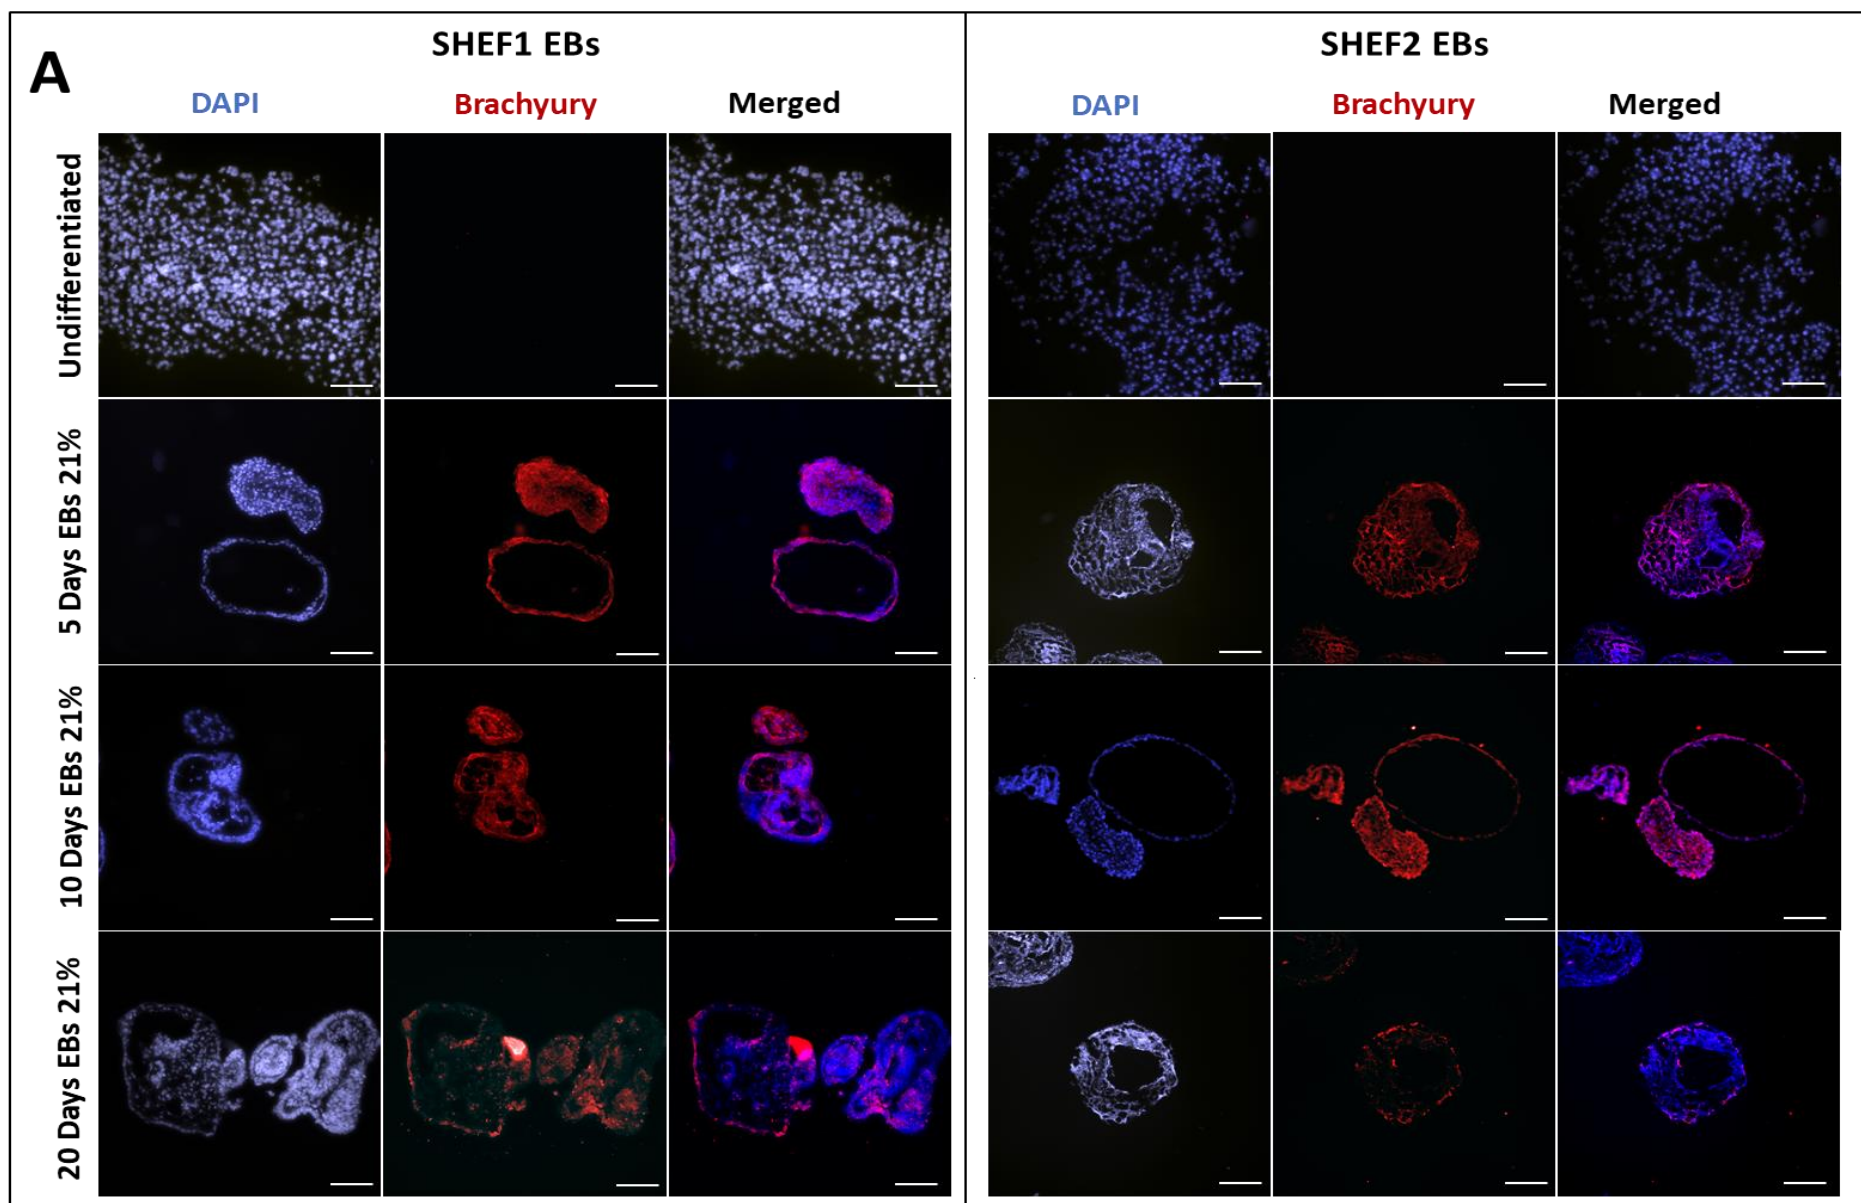 A
SHEF1 EBs
SHEF2 EBs
DAPI Brachyury Merged
DAPI Brachyury Merged
Undifferentiated
5 Days EBs 21%
10 Days EBs 21%
20 Days EBs 21%